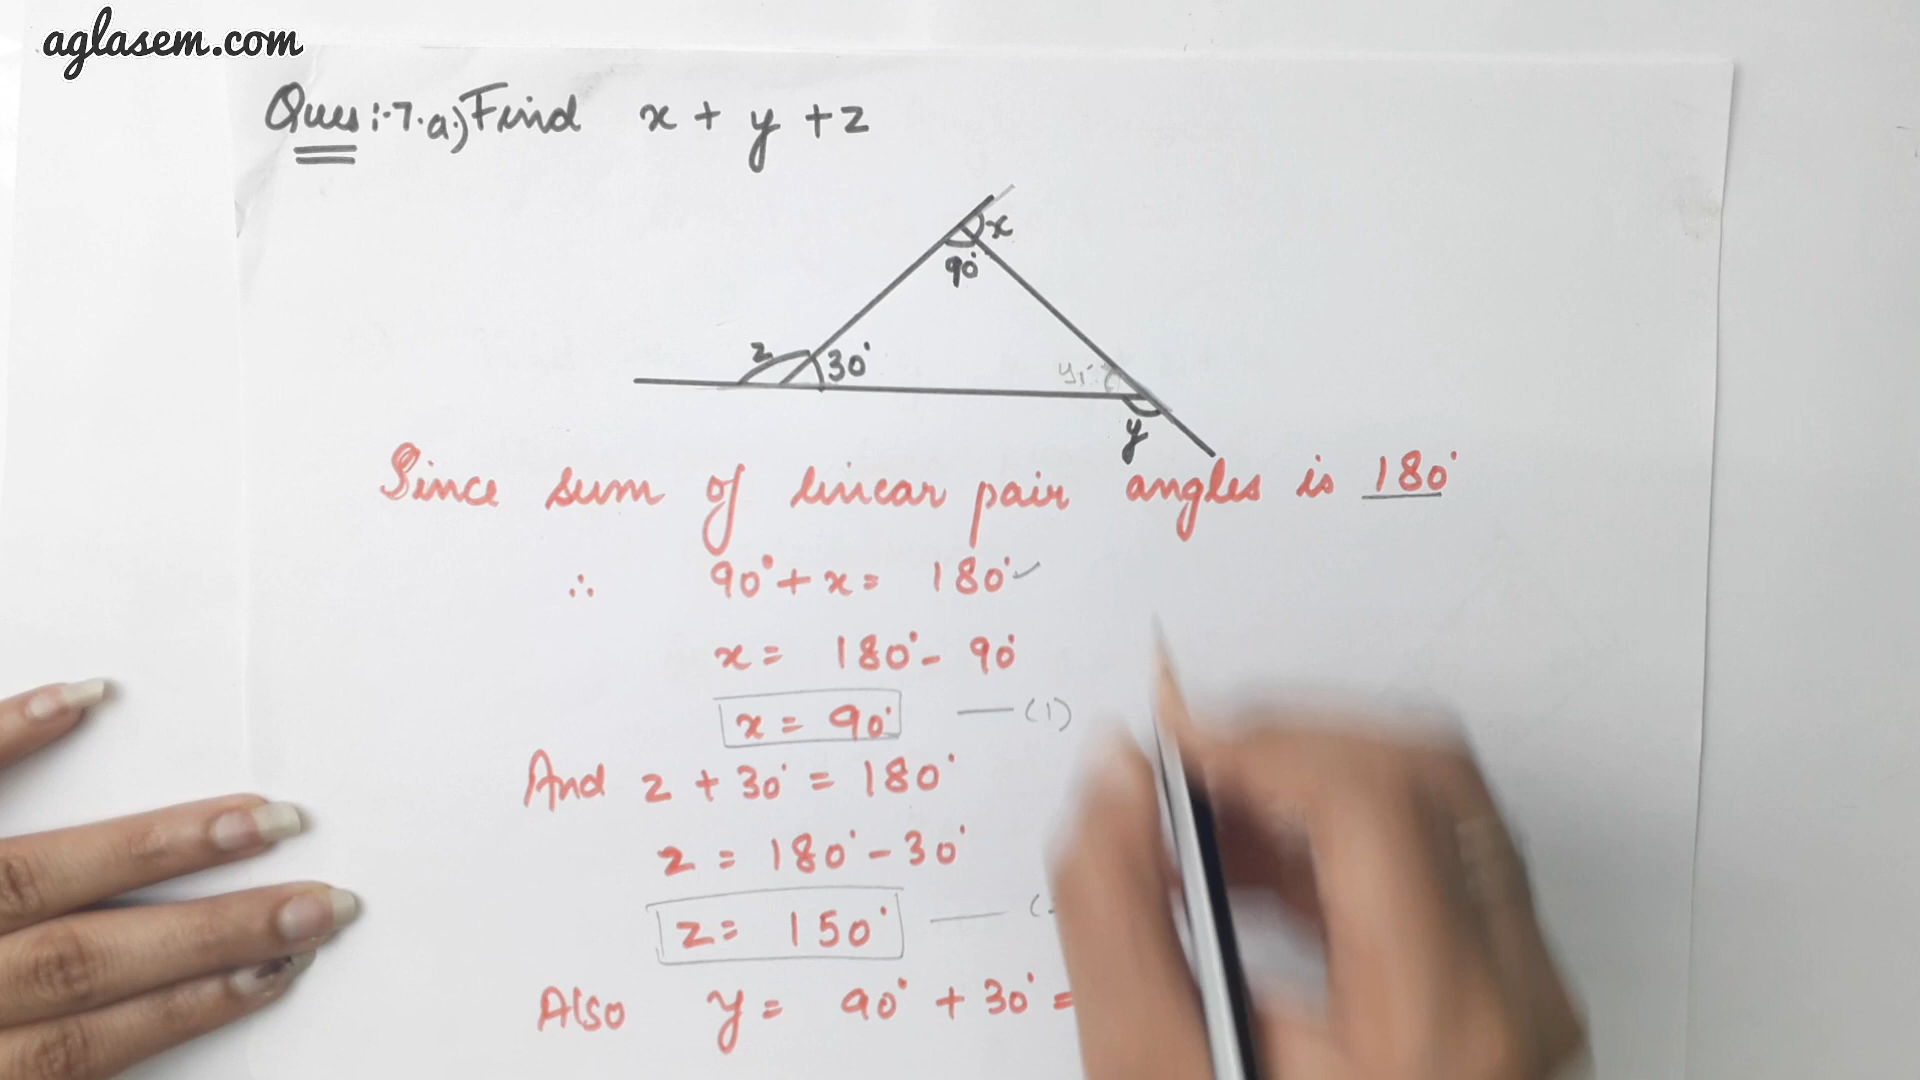 aglasem.com
Ques:-7.a.) Find x + y + z
x
90°
z
30°
y
Since sum of linear pair angles is 180°
∴ 90° + x = 180°
x = 180° - 90°
x = 90° —(1)
And z + 30° = 180°
z = 180° - 30°
z = 150° — (
Also y = 90° + 30° =